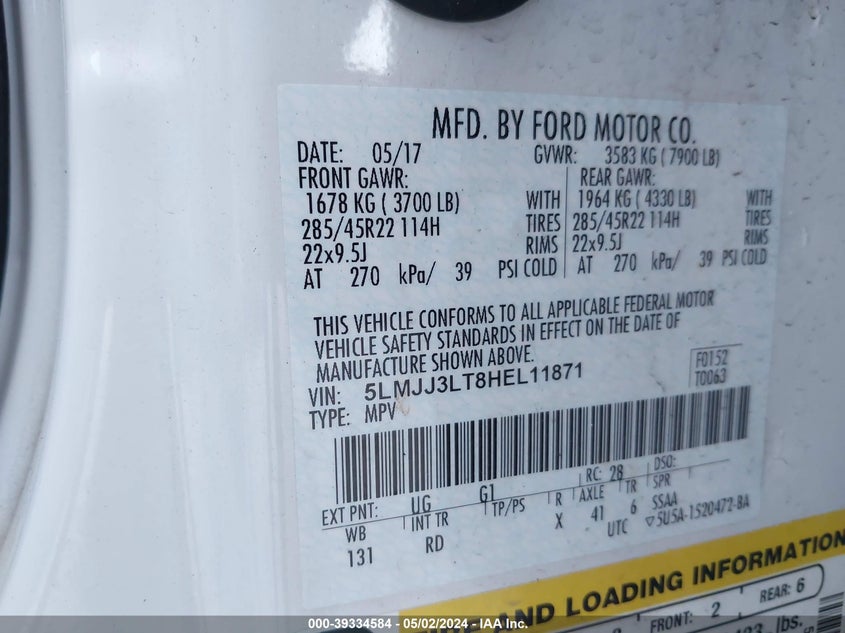 MFD. BY FORD MOTOR CO.
DATE: 05/17 GVWR: 3583 KG ( 7900 LB)
FRONT GAWR: REAR GAWR:
1678 KG ( 3700 LB) WITH 1964 KG ( 4330 LB) WITH
285/45R22 114H TIRES 285/45R22 114H TIRES
22x9.5J RIMS 22x9.5J RIMS
AT 270 kPa/ 39 PSI COLD AT 270 kPa/ 39 PSI COLD
THIS VEHICLE CONFORMS TO ALL APPLICABLE FEDERAL MOTOR
VEHICLE SAFETY STANDARDS IN EFFECT ON THE DATE OF
MANUFACTURE SHOWN ABOVE.
VIN: 5LMJJ3LT8HEL11871 F0152
TYPE: MPV T0063
EXT PNT: UG G1 RC: 28 DSO:
WB INT TR TP/PS R AXLE TR SPR
131 RD X 41 6 SSAA
UTC ▽5U5A-1520472-BA
AND LOADING INFORMATION
FRONT: 2 REAR: 6
lbs.
000-39334584 - 05/02/2024 - IAA Inc.